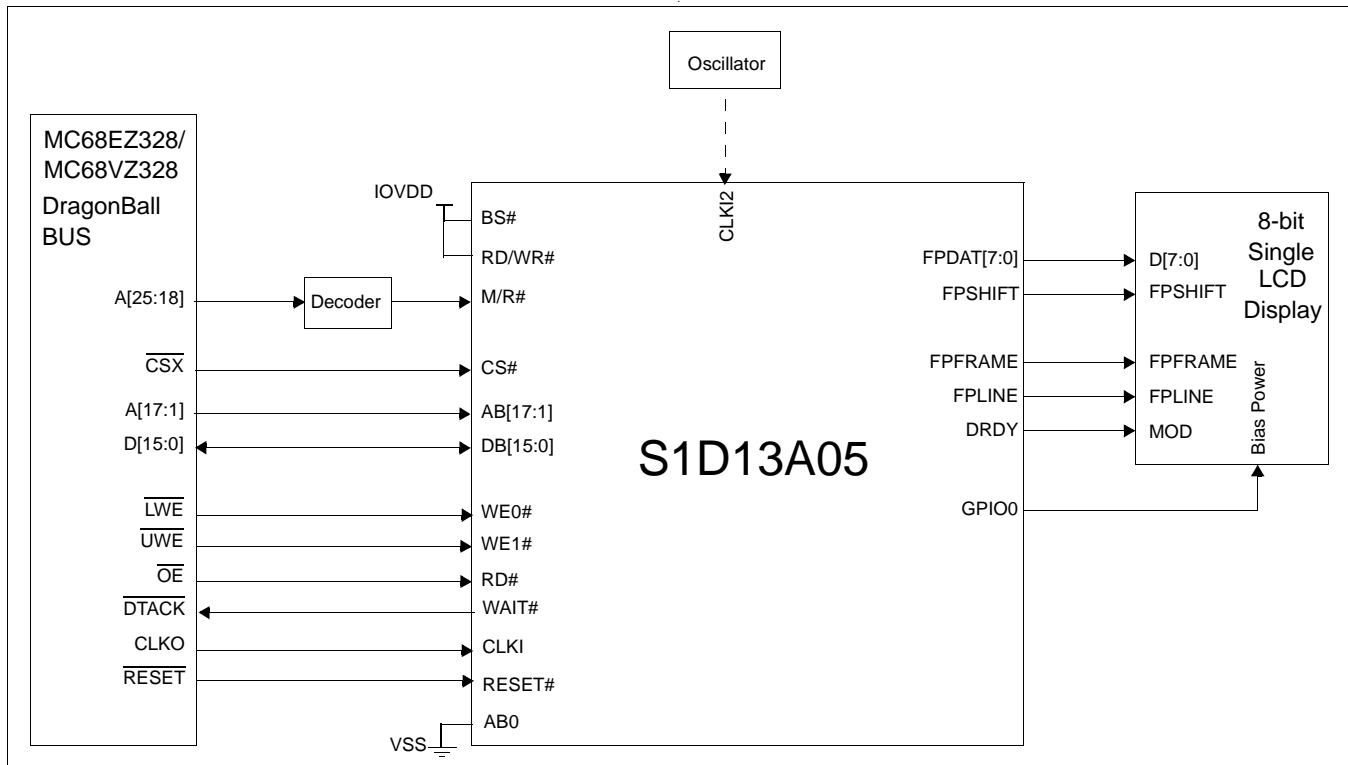 Oscillator
MC68EZ328/
MC68VZ328
DragonBall
BUS
A[25:18]
CSX
A[17:1]
D[15:0]
LWE
UWE
OE
DTACK
CLKO
RESET
Decoder
IOVDD
VSS
CLKI2
BS#
RD/WR#
M/R#
CS#
AB[17:1]
DB[15:0]
WE0#
WE1#
RD#
WAIT#
CLKI
RESET#
AB0
S1D13A05
FPDAT[7:0]
FPSHIFT
FPFRAME
FPLINE
DRDY
GPIO0
D[7:0]
FPSHIFT
FPFRAME
FPLINE
MOD
8-bit
Single
LCD
Display
Bias Power